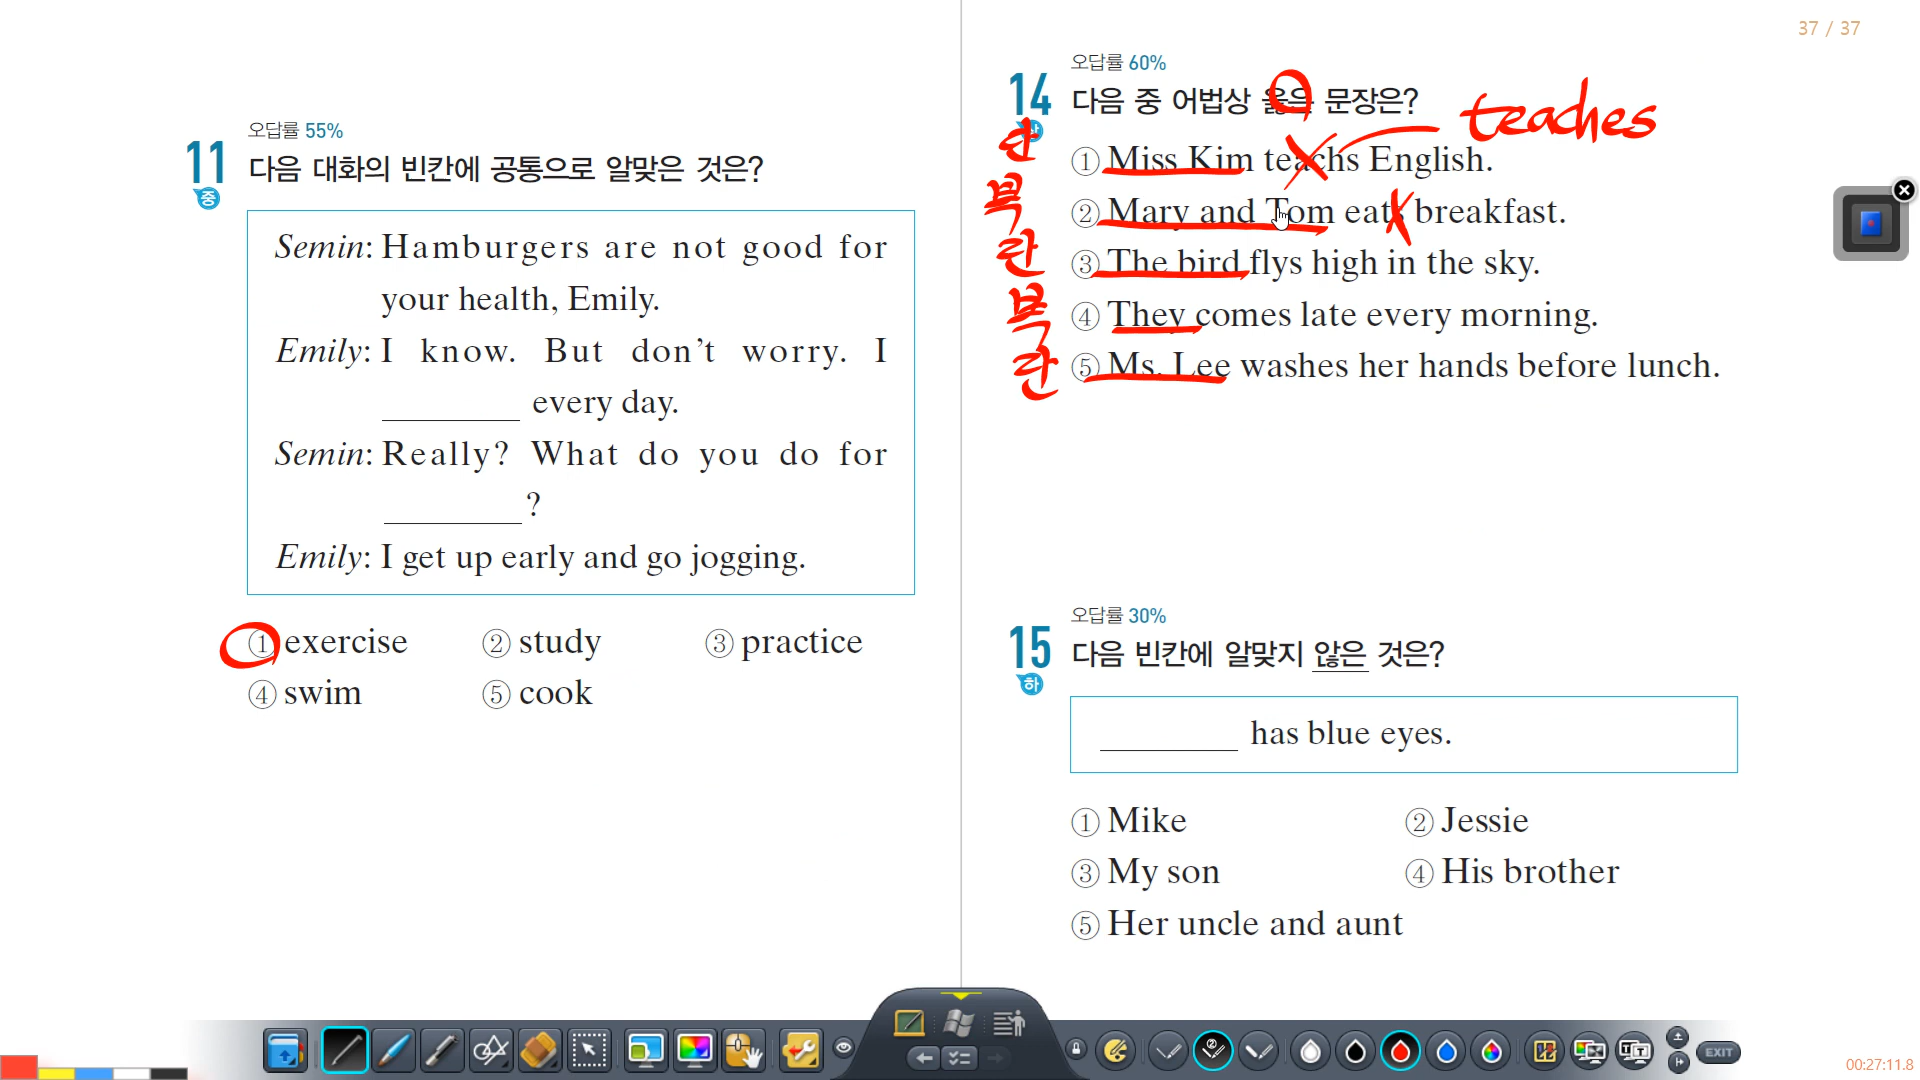 37 / 37
오답률 55%
11
중
다음 대화의 빈칸에 공통으로 알맞은 것은?
Semin: Hamburgers are not good for
your health, Emily.
Emily: I know. But don't worry. I
________ every day.
Semin: Really? What do you do for
________ ?
Emily: I get up early and go jogging.
① exercise ② study ③ practice
④ swim ⑤ cook
오답률 60%
14
다음 중 어법상 옳은 문장은?
teaches
단 ① Miss Kim teachs English.
복 ② Mary and Tom eats breakfast.
단 ③ The bird flys high in the sky.
복 ④ They comes late every morning.
단 ⑤ Ms. Lee washes her hands before lunch.
오답률 30%
15
하
다음 빈칸에 알맞지 않은 것은?
________ has blue eyes.
① Mike ② Jessie
③ My son ④ His brother
⑤ Her uncle and aunt
EXIT
00:27:11.8